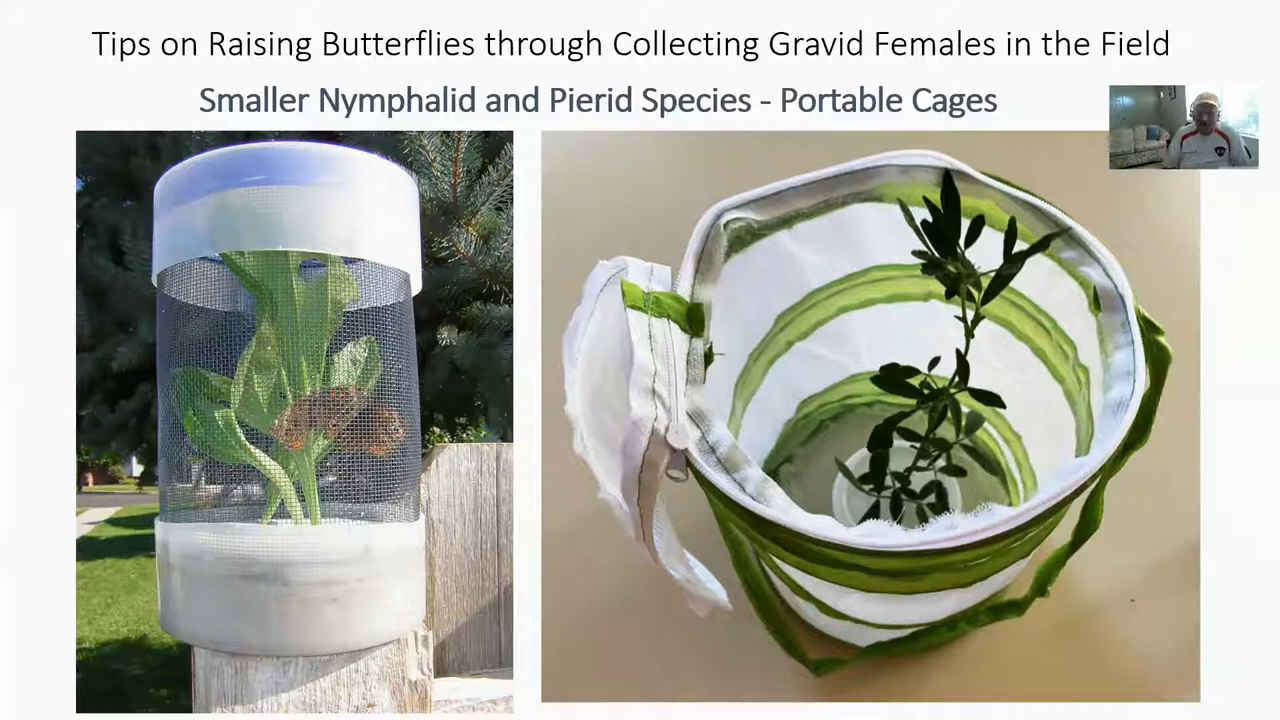 Tips on Raising Butterflies through Collecting Gravid Females in the Field
Smaller Nymphalid and Pierid Species - Portable Cages